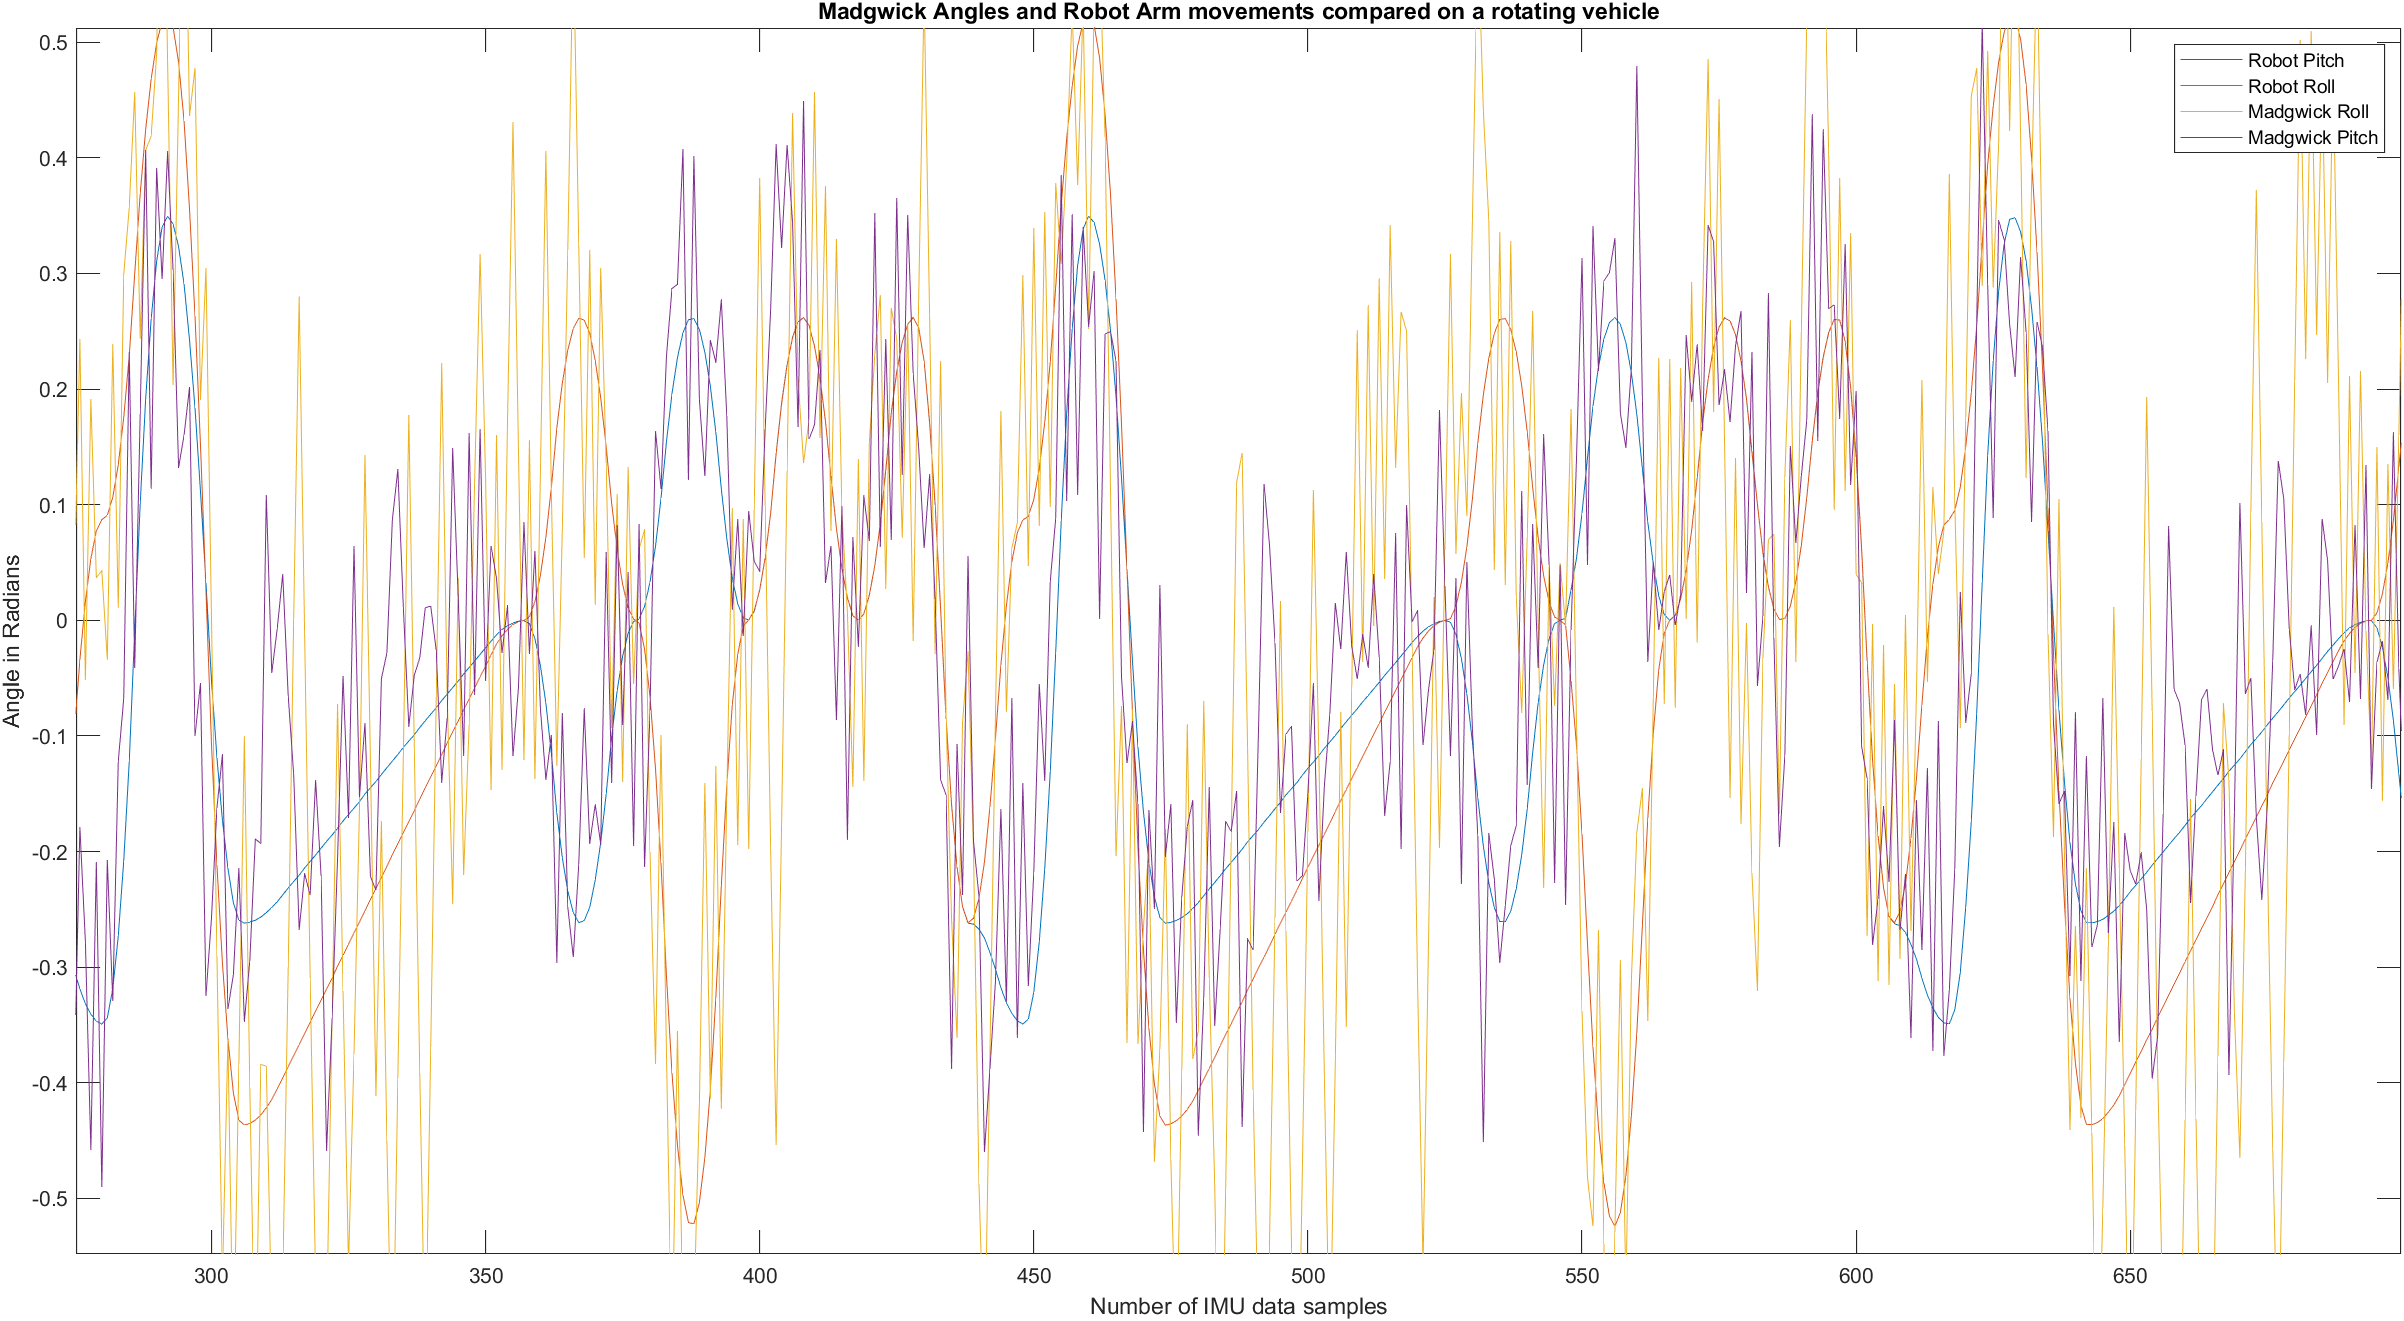 Madgwick Angles and Robot Arm movements compared on a rotating vehicle
Robot Pitch
Robot Roll
Madgwick Roll
Madgwick Pitch
Angle in Radians
0.5
0.4
0.3
0.2
0.1
0
-0.1
-0.2
-0.3
-0.4
-0.5
300 350 400 450 500 550 600 650
Number of IMU data samples